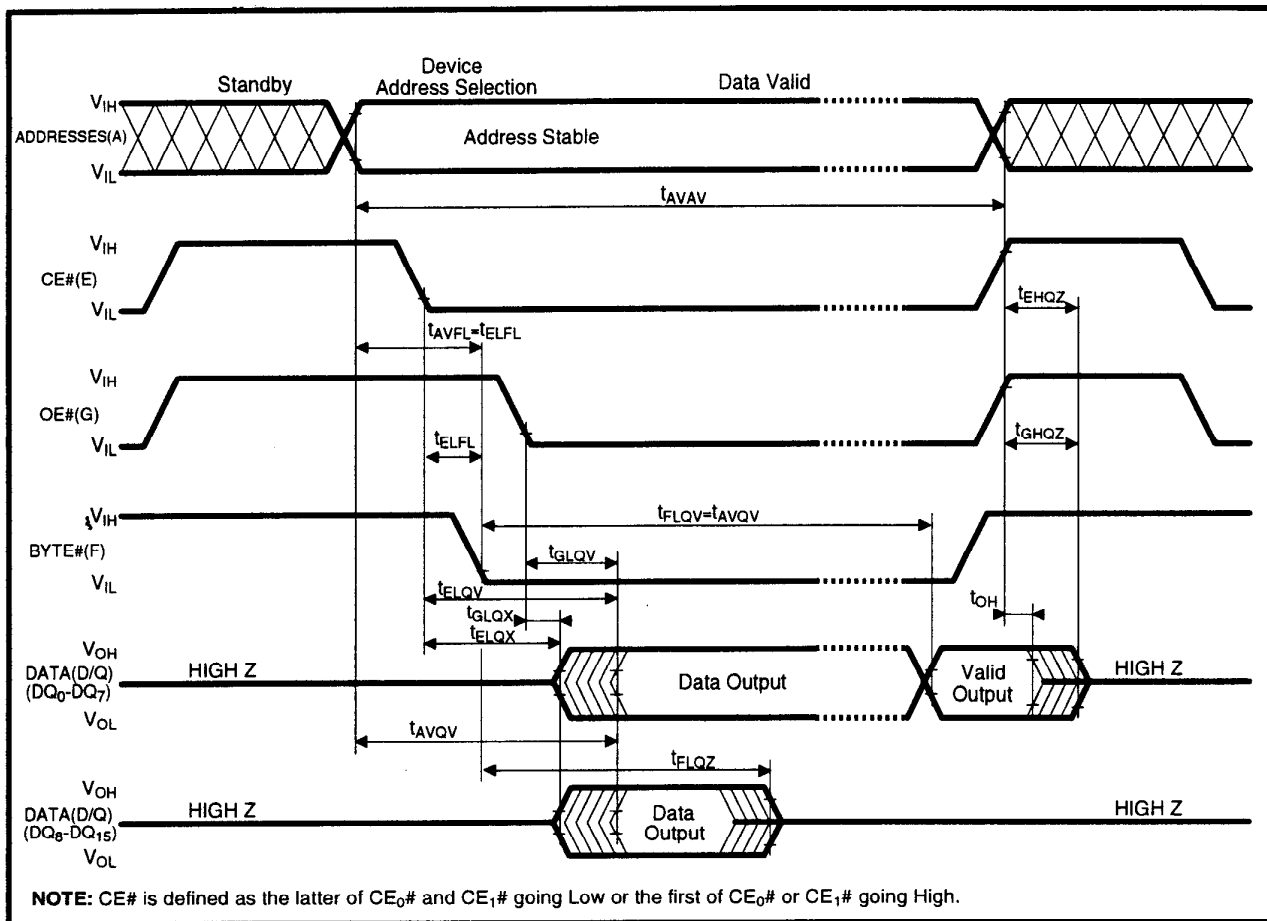 Standby
Device
Address Selection
Data Valid
VIH
ADDRESSES(A)
Address Stable
VIL
tAVAV
VIH
CE#(E)
VIL
tEHQZ
tAVFL=tELFL
VIH
OE#(G)
VIL
tELFL
tGHQZ
VIH
BYTE#(F)
VIL
tFLQV=tAVQV
tGLQV
tELQV
tGLQX
tELQX
tOH
VOH
DATA(D/Q)
(DQ0-DQ7)
VOL
HIGH Z
Data Output
Valid
Output
HIGH Z
tAVQV
tFLQZ
VOH
DATA(D/Q)
(DQ8-DQ15)
VOL
HIGH Z
Data
Output
HIGH Z
NOTE: CE# is defined as the latter of CE0# and CE1# going Low or the first of CE0# or CE1# going High.